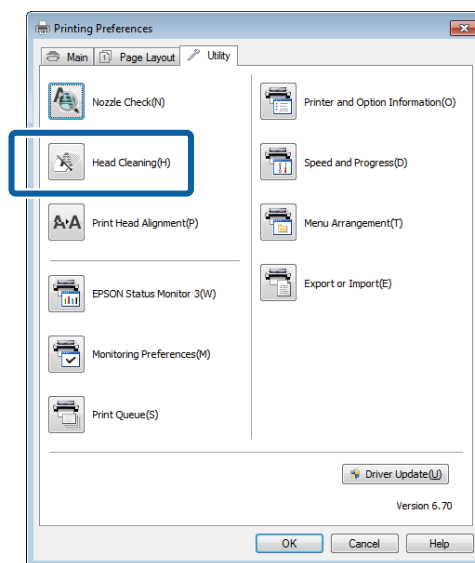 Printing Preferences
Main
Page Layout
Utility
Nozzle Check(N)
Head Cleaning(H)
Print Head Alignment(P)
EPSON Status Monitor 3(W)
Monitoring Preferences(M)
Print Queue(S)
Printer and Option Information(O)
Speed and Progress(D)
Menu Arrangement(T)
Export or Import(E)
Driver Update(U)
Version 6.70
OK
Cancel
Help